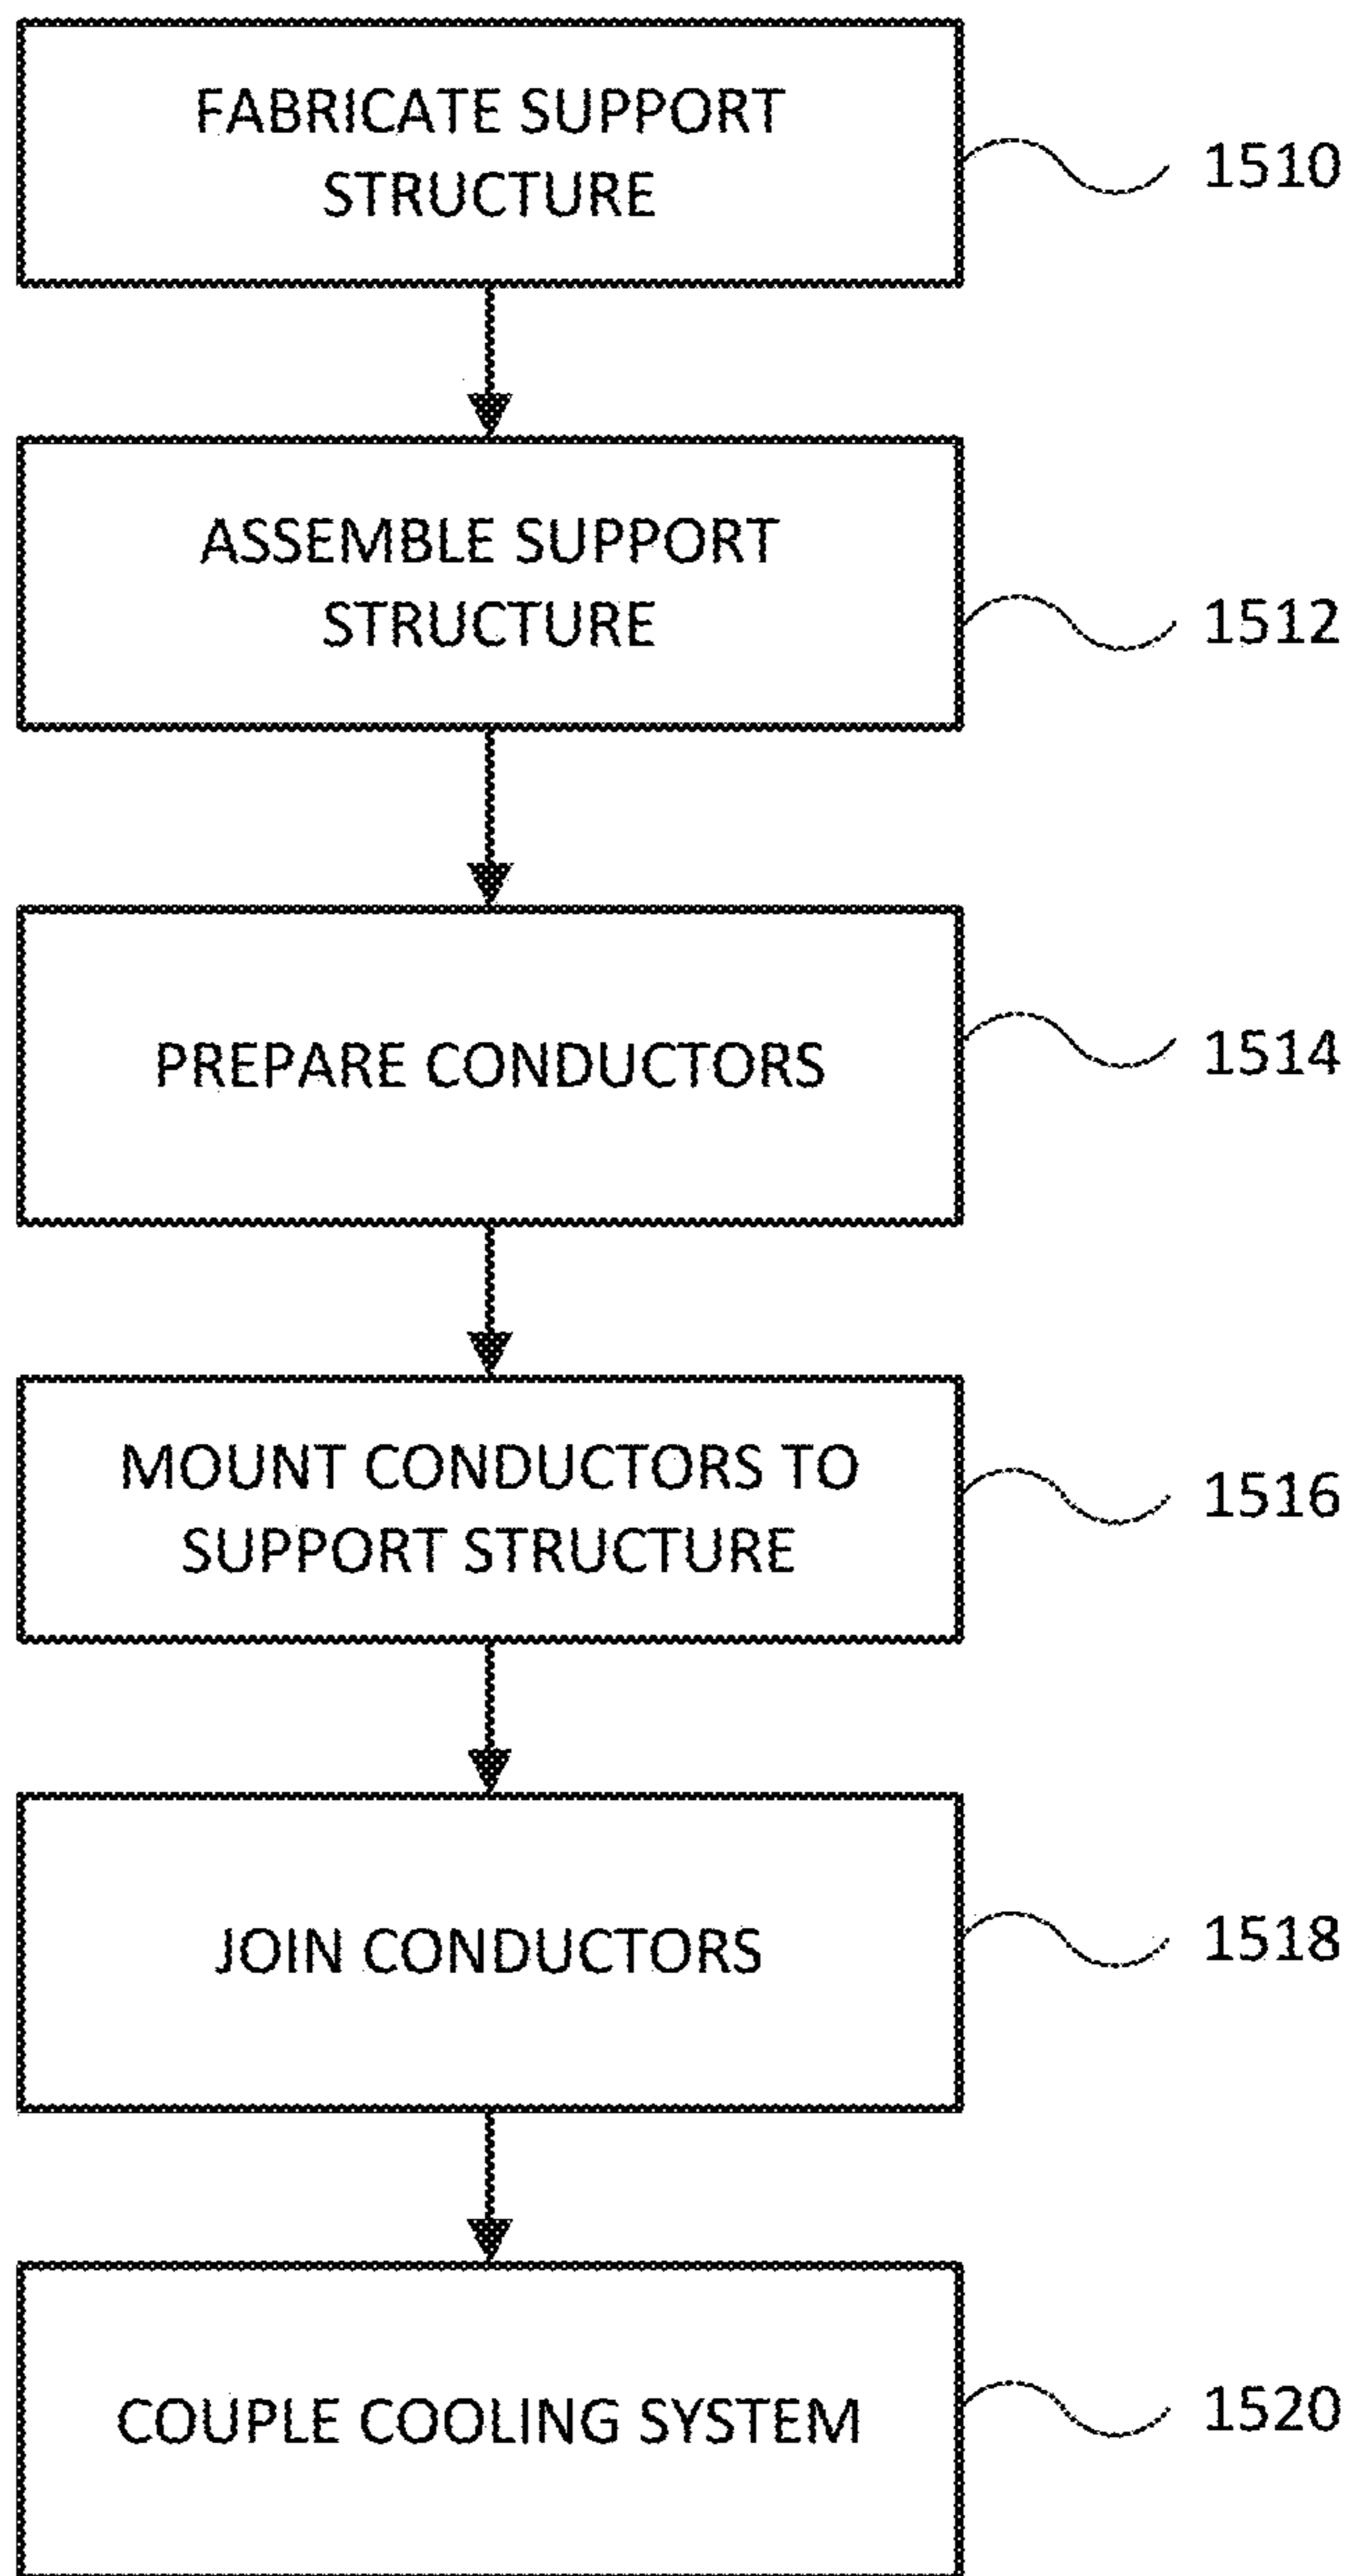 FABRICATE SUPPORT
STRUCTURE
1510
ASSEMBLE SUPPORT
STRUCTURE
1512
PREPARE CONDUCTORS
1514
MOUNT CONDUCTORS TO
SUPPORT STRUCTURE
1516
JOIN CONDUCTORS
1518
COUPLE COOLING SYSTEM
1520